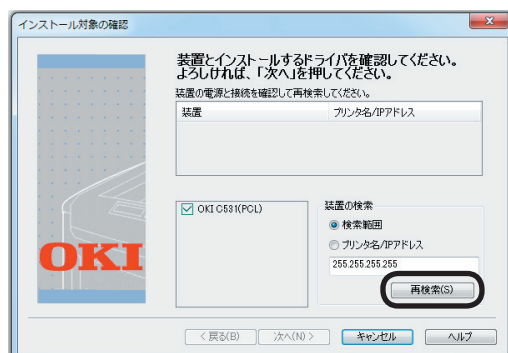 インストール対象の確認
装置とインストールするドライバを確認してください。
よろしければ、「次へ」を押してください。
装置の電源と接続を確認して再検索してください。
装置 プリンタ名/IPアドレス
OKI C531(PCL)
装置の検索
検索範囲
プリンタ名/IPアドレス
255.255.255.255
再検索(S)
OKI
< 戻る(B) 次へ(N) > キャンセル ヘルプ